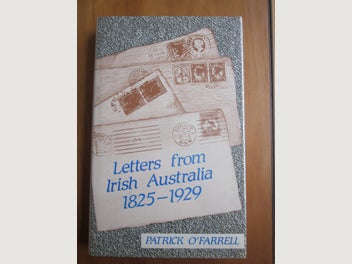 Letters from
Irish Australia
1825-1929
PATRICK O'FARRELL